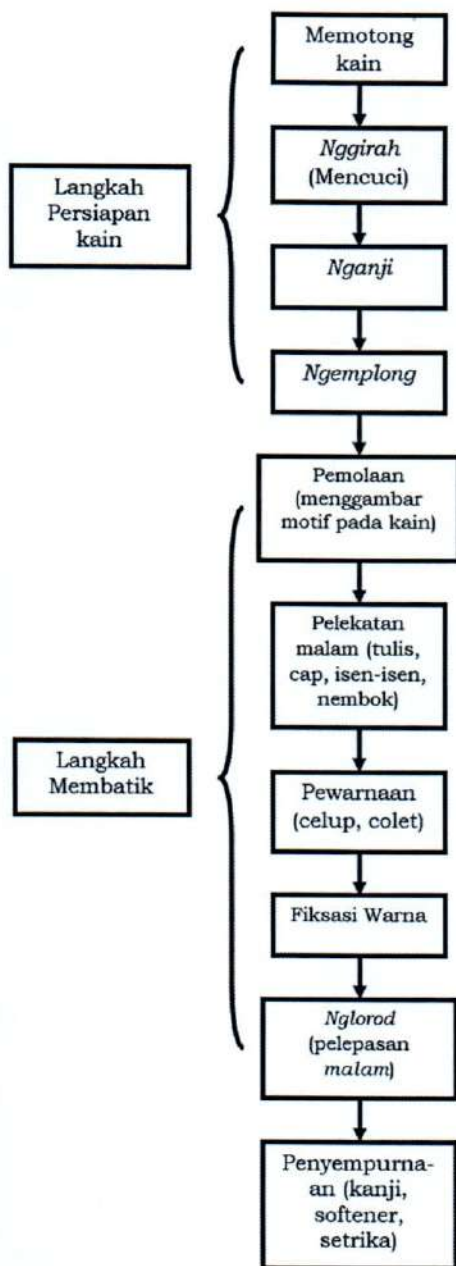 Memotong
kain
Nggirah
(Mencuci)
Langkah
Persiapan
kain
Nganji
Ngemplong
Pemolaan
(menggambar
motif pada kain)
Pelekatan
malam (tulis,
cap, isen-isen,
nembok)
Langkah
Membatik
Pewarnaan
(celup, colet)
Fiksasi Warna
Nglorod
(pelepasan
malam)
Penyempurna-
an (kanji,
softener,
setrika)